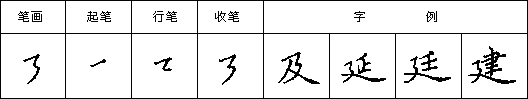 笔画 起笔 行笔 收笔 字 例
㇋ ㇐ ㇅ ㇋ 及 延 廷 建